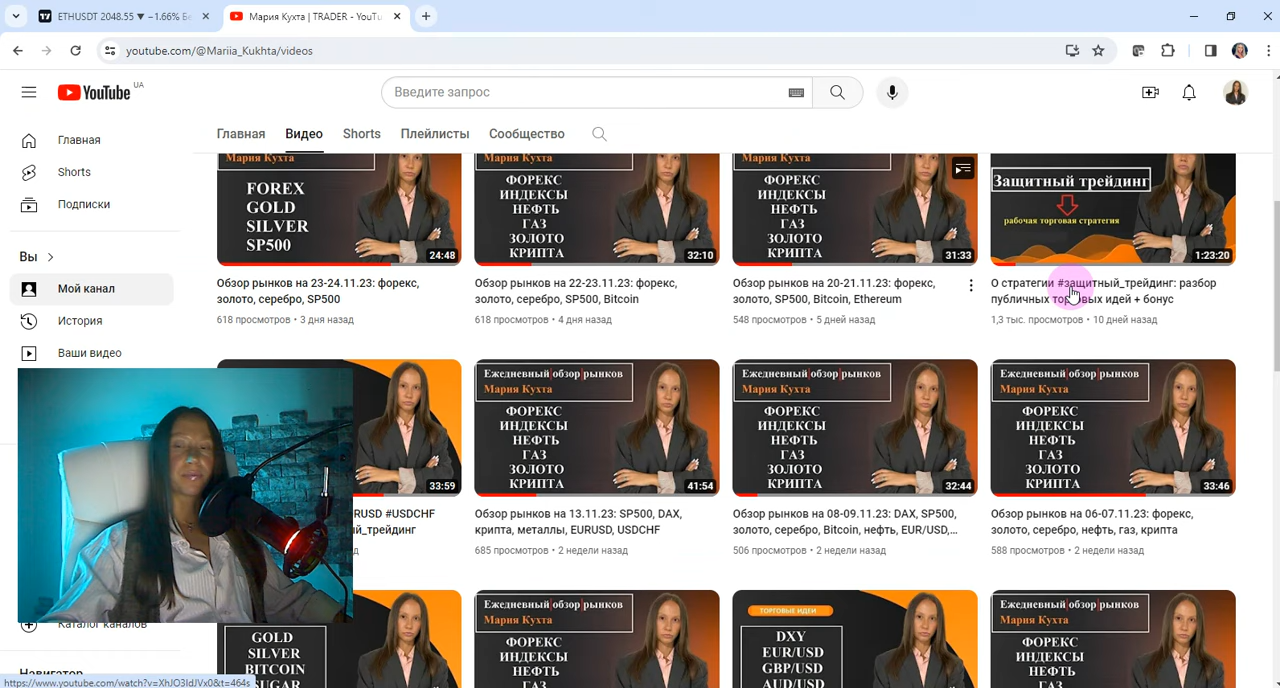 ETHUSDT 2048.55 ▼ −1.66% Бе
Мария Кухта | TRADER - YouTu
youtube.com/@Mariia_Kukhta/videos
YouTube UA
Введите запрос
Главная
Видео
Shorts
Плейлисты
Сообщество
Главная
Shorts
Подписки
Вы
Мой канал
История
Ваши видео
Каталог каналов
Навигатор
Мария Кухта
FOREX
GOLD
SILVER
SP500
24:48
Обзор рынков на 23-24.11.23: форекс,
золото, серебро, SP500
618 просмотров • 3 дня назад
Мария Кухта
ФОРЕКС
ИНДЕКСЫ
НЕФТЬ
ГАЗ
ЗОЛОТО
КРИПТА
32:10
Обзор рынков на 22-23.11.23: форекс,
золото, серебро, SP500, Bitcoin
618 просмотров • 4 дня назад
Мария Кухта
ФОРЕКС
ИНДЕКСЫ
НЕФТЬ
ГАЗ
ЗОЛОТО
КРИПТА
31:33
Обзор рынков на 20-21.11.23: форекс,
золото, SP500, Bitcoin, Ethereum
548 просмотров • 5 дней назад
Защитный трейдинг
рабочая торговая стратегия
1:23:20
О стратегии #защитный_трейдинг: разбор
публичных торговых идей + бонус
1,3 тыс. просмотров • 10 дней назад
33:59
RUSD #USDCHF
ый_трейдинг
Ежедневный обзор рынков
Мария Кухта
ФОРЕКС
ИНДЕКСЫ
НЕФТЬ
ГАЗ
ЗОЛОТО
КРИПТА
41:54
Обзор рынков на 13.11.23: SP500, DAX,
крипта, металлы, EURUSD, USDCHF
685 просмотров • 2 недели назад
Ежедневный обзор рынков
Мария Кухта
ФОРЕКС
ИНДЕКСЫ
НЕФТЬ
ГАЗ
ЗОЛОТО
КРИПТА
32:44
Обзор рынков на 08-09.11.23: DAX, SP500,
золото, серебро, Bitcoin, нефть, EUR/USD,...
506 просмотров • 2 недели назад
Ежедневный обзор рынков
Мария Кухта
ФОРЕКС
ИНДЕКСЫ
НЕФТЬ
ГАЗ
ЗОЛОТО
КРИПТА
33:46
Обзор рынков на 06-07.11.23: форекс,
золото, серебро, нефть, газ, крипта
588 просмотров • 2 недели назад
GOLD
SILVER
BITCOIN
SUGAR
Ежедневный обзор рынков
Мария Кухта
ФОРЕКС
ИНДЕКСЫ
НЕФТЬ
ТОРГОВЫЕ ИДЕИ
DXY
EUR/USD
GBP/USD
AUD/USD
Ежедневный обзор рынков
Мария Кухта
ФОРЕКС
ИНДЕКСЫ
НЕФТЬ
https://www.youtube.com/watch?v=XhJO3IdJVx0&t=464s